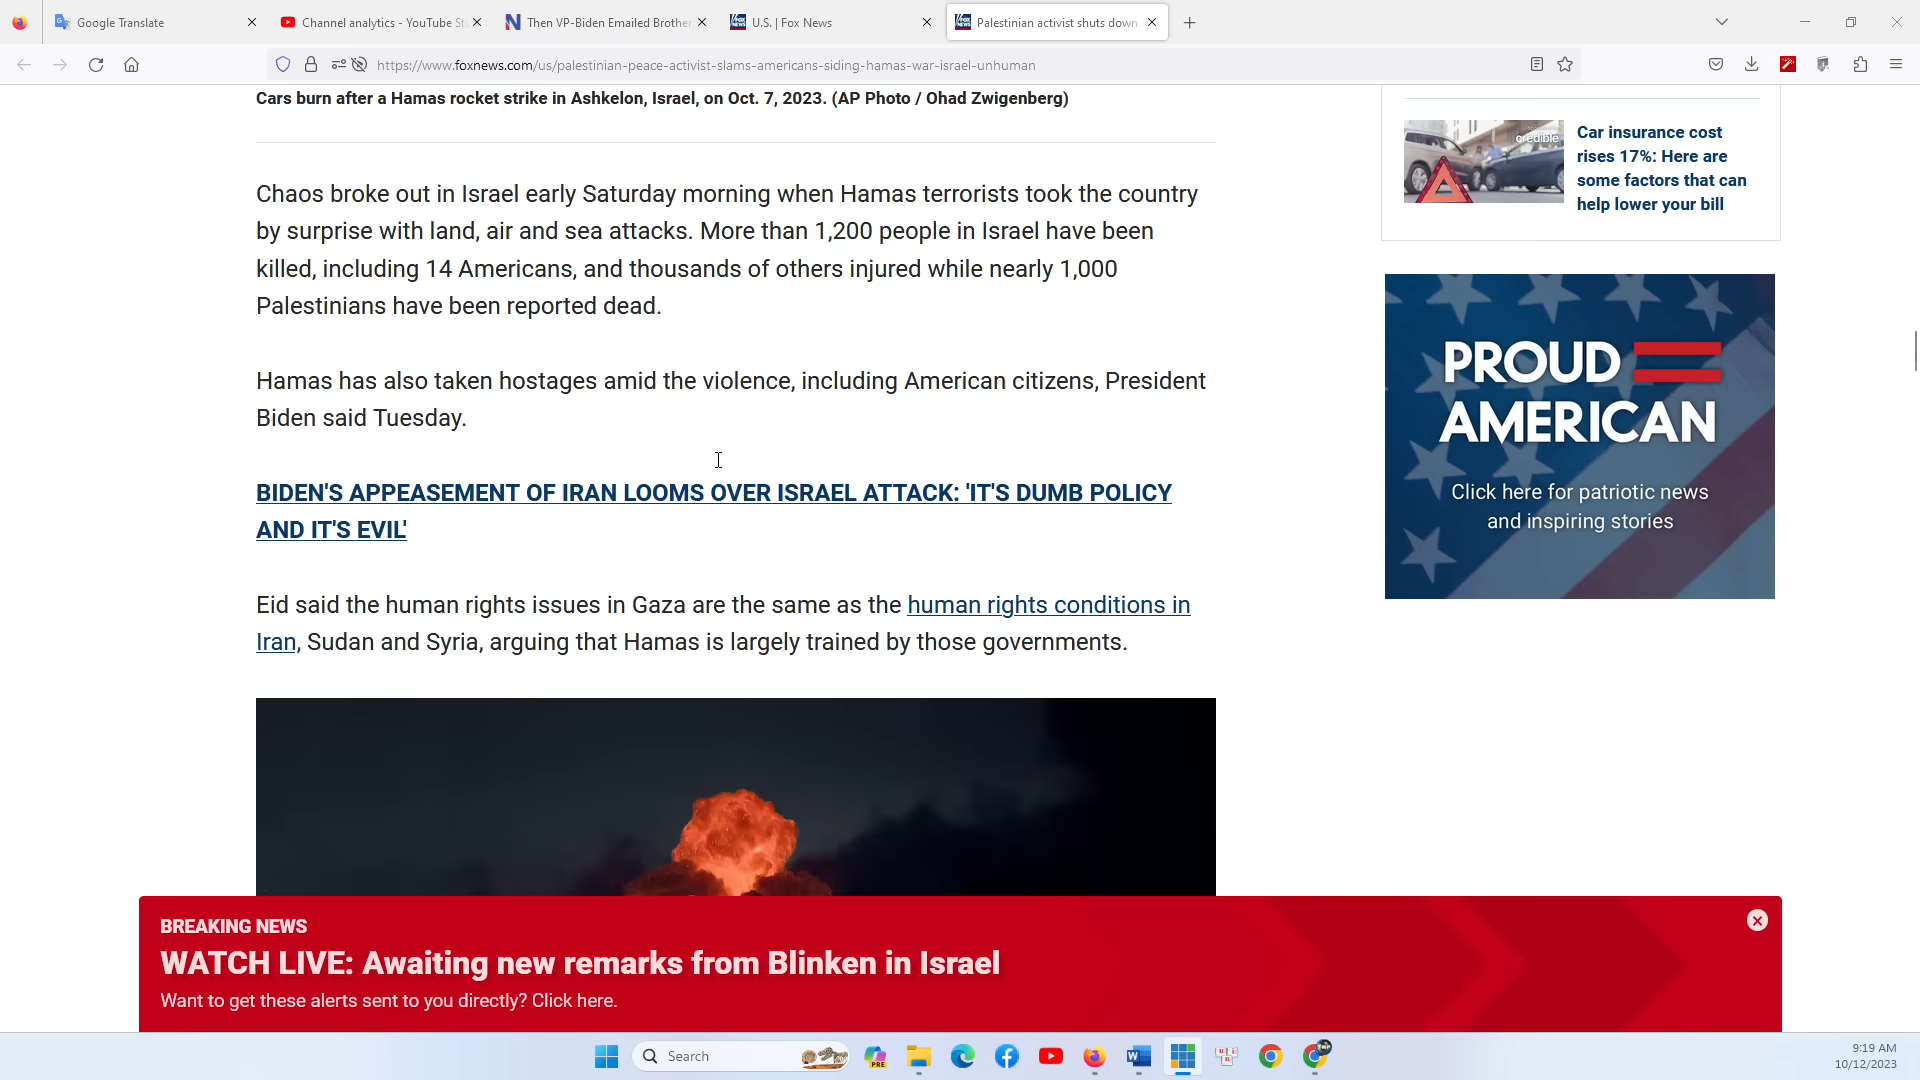 Google Translate
Channel analytics - YouTube St
Then VP-Biden Emailed Brother
U.S. | Fox News
Palestinian activist shuts down
https://www.foxnews.com/us/palestinian-peace-activist-slams-americans-siding-hamas-war-israel-unhuman
Cars burn after a Hamas rocket strike in Ashkelon, Israel, on Oct. 7, 2023. (AP Photo / Ohad Zwigenberg)
Chaos broke out in Israel early Saturday morning when Hamas terrorists took the country
by surprise with land, air and sea attacks. More than 1,200 people in Israel have been
killed, including 14 Americans, and thousands of others injured while nearly 1,000
Palestinians have been reported dead.
Hamas has also taken hostages amid the violence, including American citizens, President
Biden said Tuesday.
BIDEN'S APPEASEMENT OF IRAN LOOMS OVER ISRAEL ATTACK: 'IT'S DUMB POLICY
AND IT'S EVIL'
Eid said the human rights issues in Gaza are the same as the human rights conditions in
Iran, Sudan and Syria, arguing that Hamas is largely trained by those governments.
credible
Car insurance cost
rises 17%: Here are
some factors that can
help lower your bill
PROUD
AMERICAN
Click here for patriotic news
and inspiring stories
BREAKING NEWS
WATCH LIVE: Awaiting new remarks from Blinken in Israel
Want to get these alerts sent to you directly? Click here.
Search
PRE
9:19 AM
10/12/2023